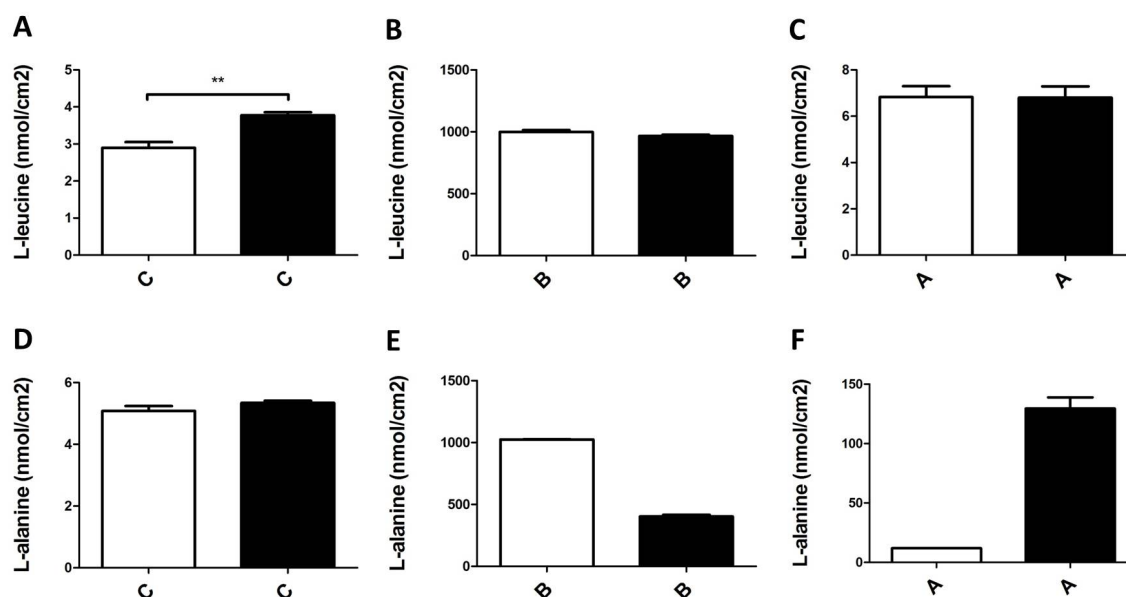 A
L-leucine (nmol/cm2)
5
4
3
2
1
0
**
C
C
B
L-leucine (nmol/cm2)
1500
1000
500
0
B
B
C
L-leucine (nmol/cm2)
8
6
4
2
0
A
A
D
L-alanine (nmol/cm2)
6
4
2
0
C
C
E
L-alanine (nmol/cm2)
1500
1000
500
0
B
B
F
L-alanine (nmol/cm2)
150
100
50
0
A
A